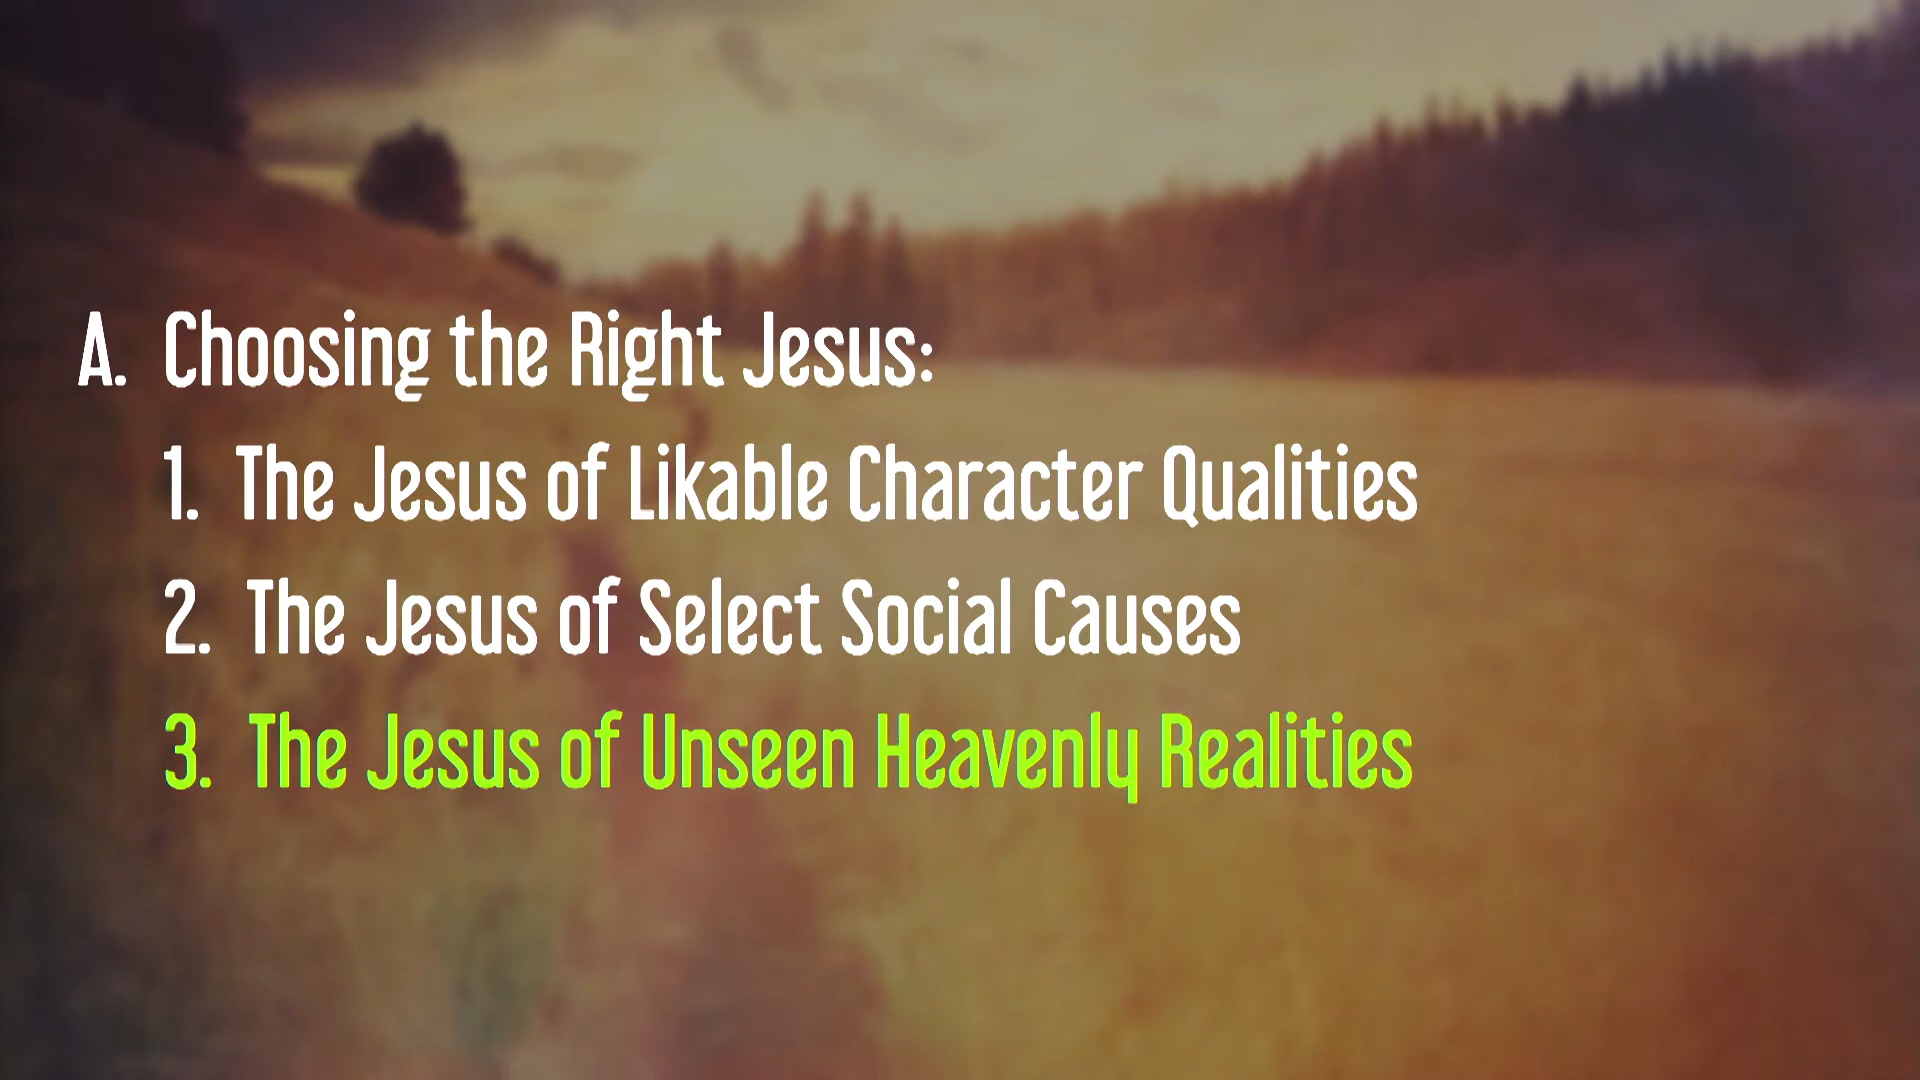 A. Choosing the Right Jesus:
1. The Jesus of Likable Character Qualities
2. The Jesus of Select Social Causes
3. The Jesus of Unseen Heavenly Realities